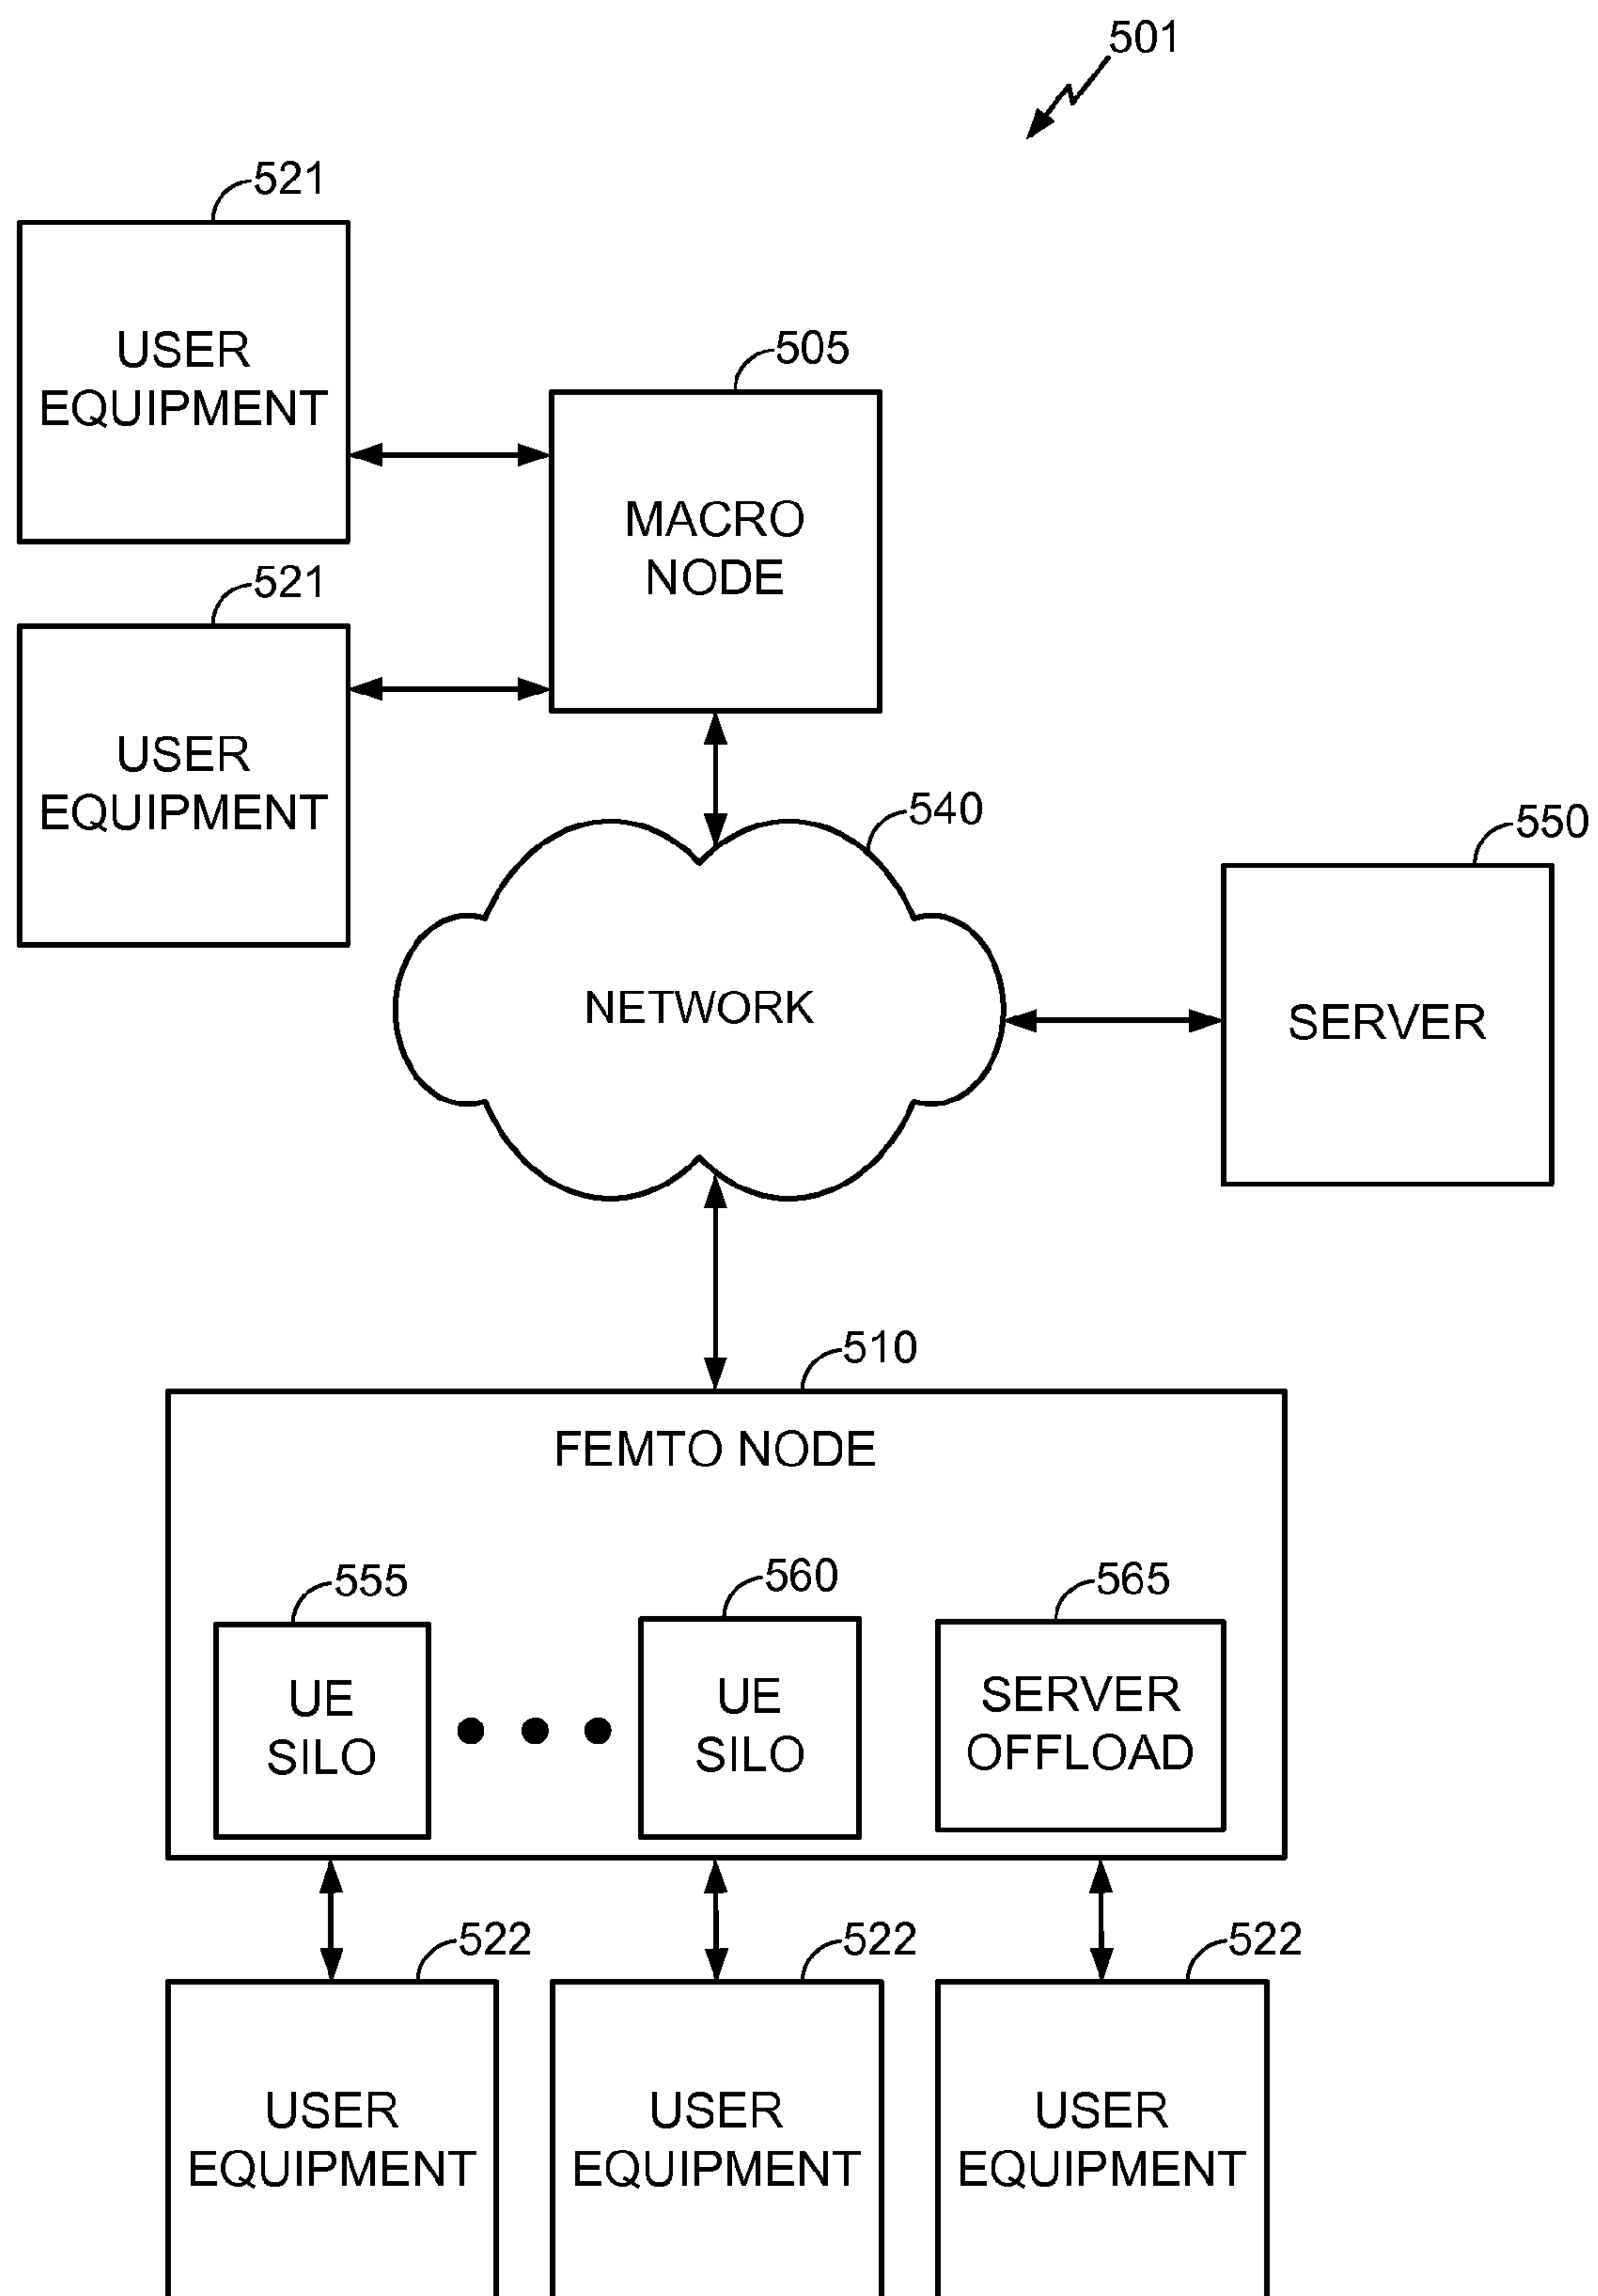 501
521
USER
EQUIPMENT
505
MACRO
NODE
521
USER
EQUIPMENT
540
NETWORK
550
SERVER
510
FEMTO NODE
555
UE
SILO
560
UE
SILO
565
SERVER
OFFLOAD
522
USER
EQUIPMENT
522
USER
EQUIPMENT
522
USER
EQUIPMENT